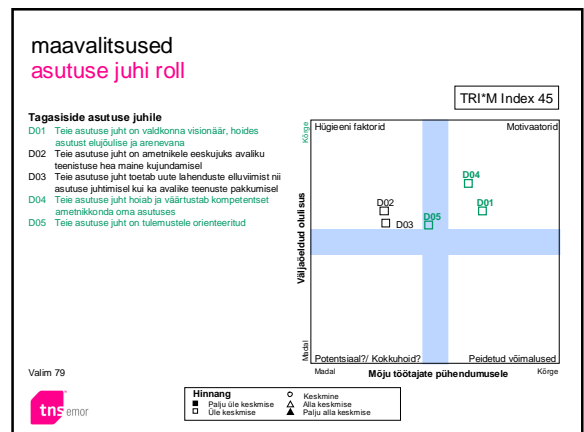 maavalitsused
asutuse juhi roll
TRI*M Index 45
Tagasiside asutuse juhile
D01 Teie asutuse juht on valdkonna visionäär, hoides
asutust elujõulise ja arenevana
D02 Teie asutuse juht on ametnikele eeskujuks avaliku
teenistuse hea maine kujundamisel
D03 Teie asutuse juht toetab uute lahenduste elluviimist nii
asutuse juhtimisel kui ka avalike teenuste pakkumisel
D04 Teie asutuse juht hoiab ja väärtustab kompetentset
ametnikkonda oma asutuses
D05 Teie asutuse juht on tulemustele orienteeritud
Kõrge
Väljaöeldud olulisus
Madal
Hügieeni faktorid
Motivaatorid
D04
D02
D01
D03
D05
Potentsiaal?/ Kokkuhoid?
Peidetud võimalused
Madal
Mõju töötajate pühendumusele
Kõrge
Valim 79
Hinnang
Palju üle keskmise
Üle keskmise
Keskmine
Alla keskmise
Palju alla keskmise
tns emor